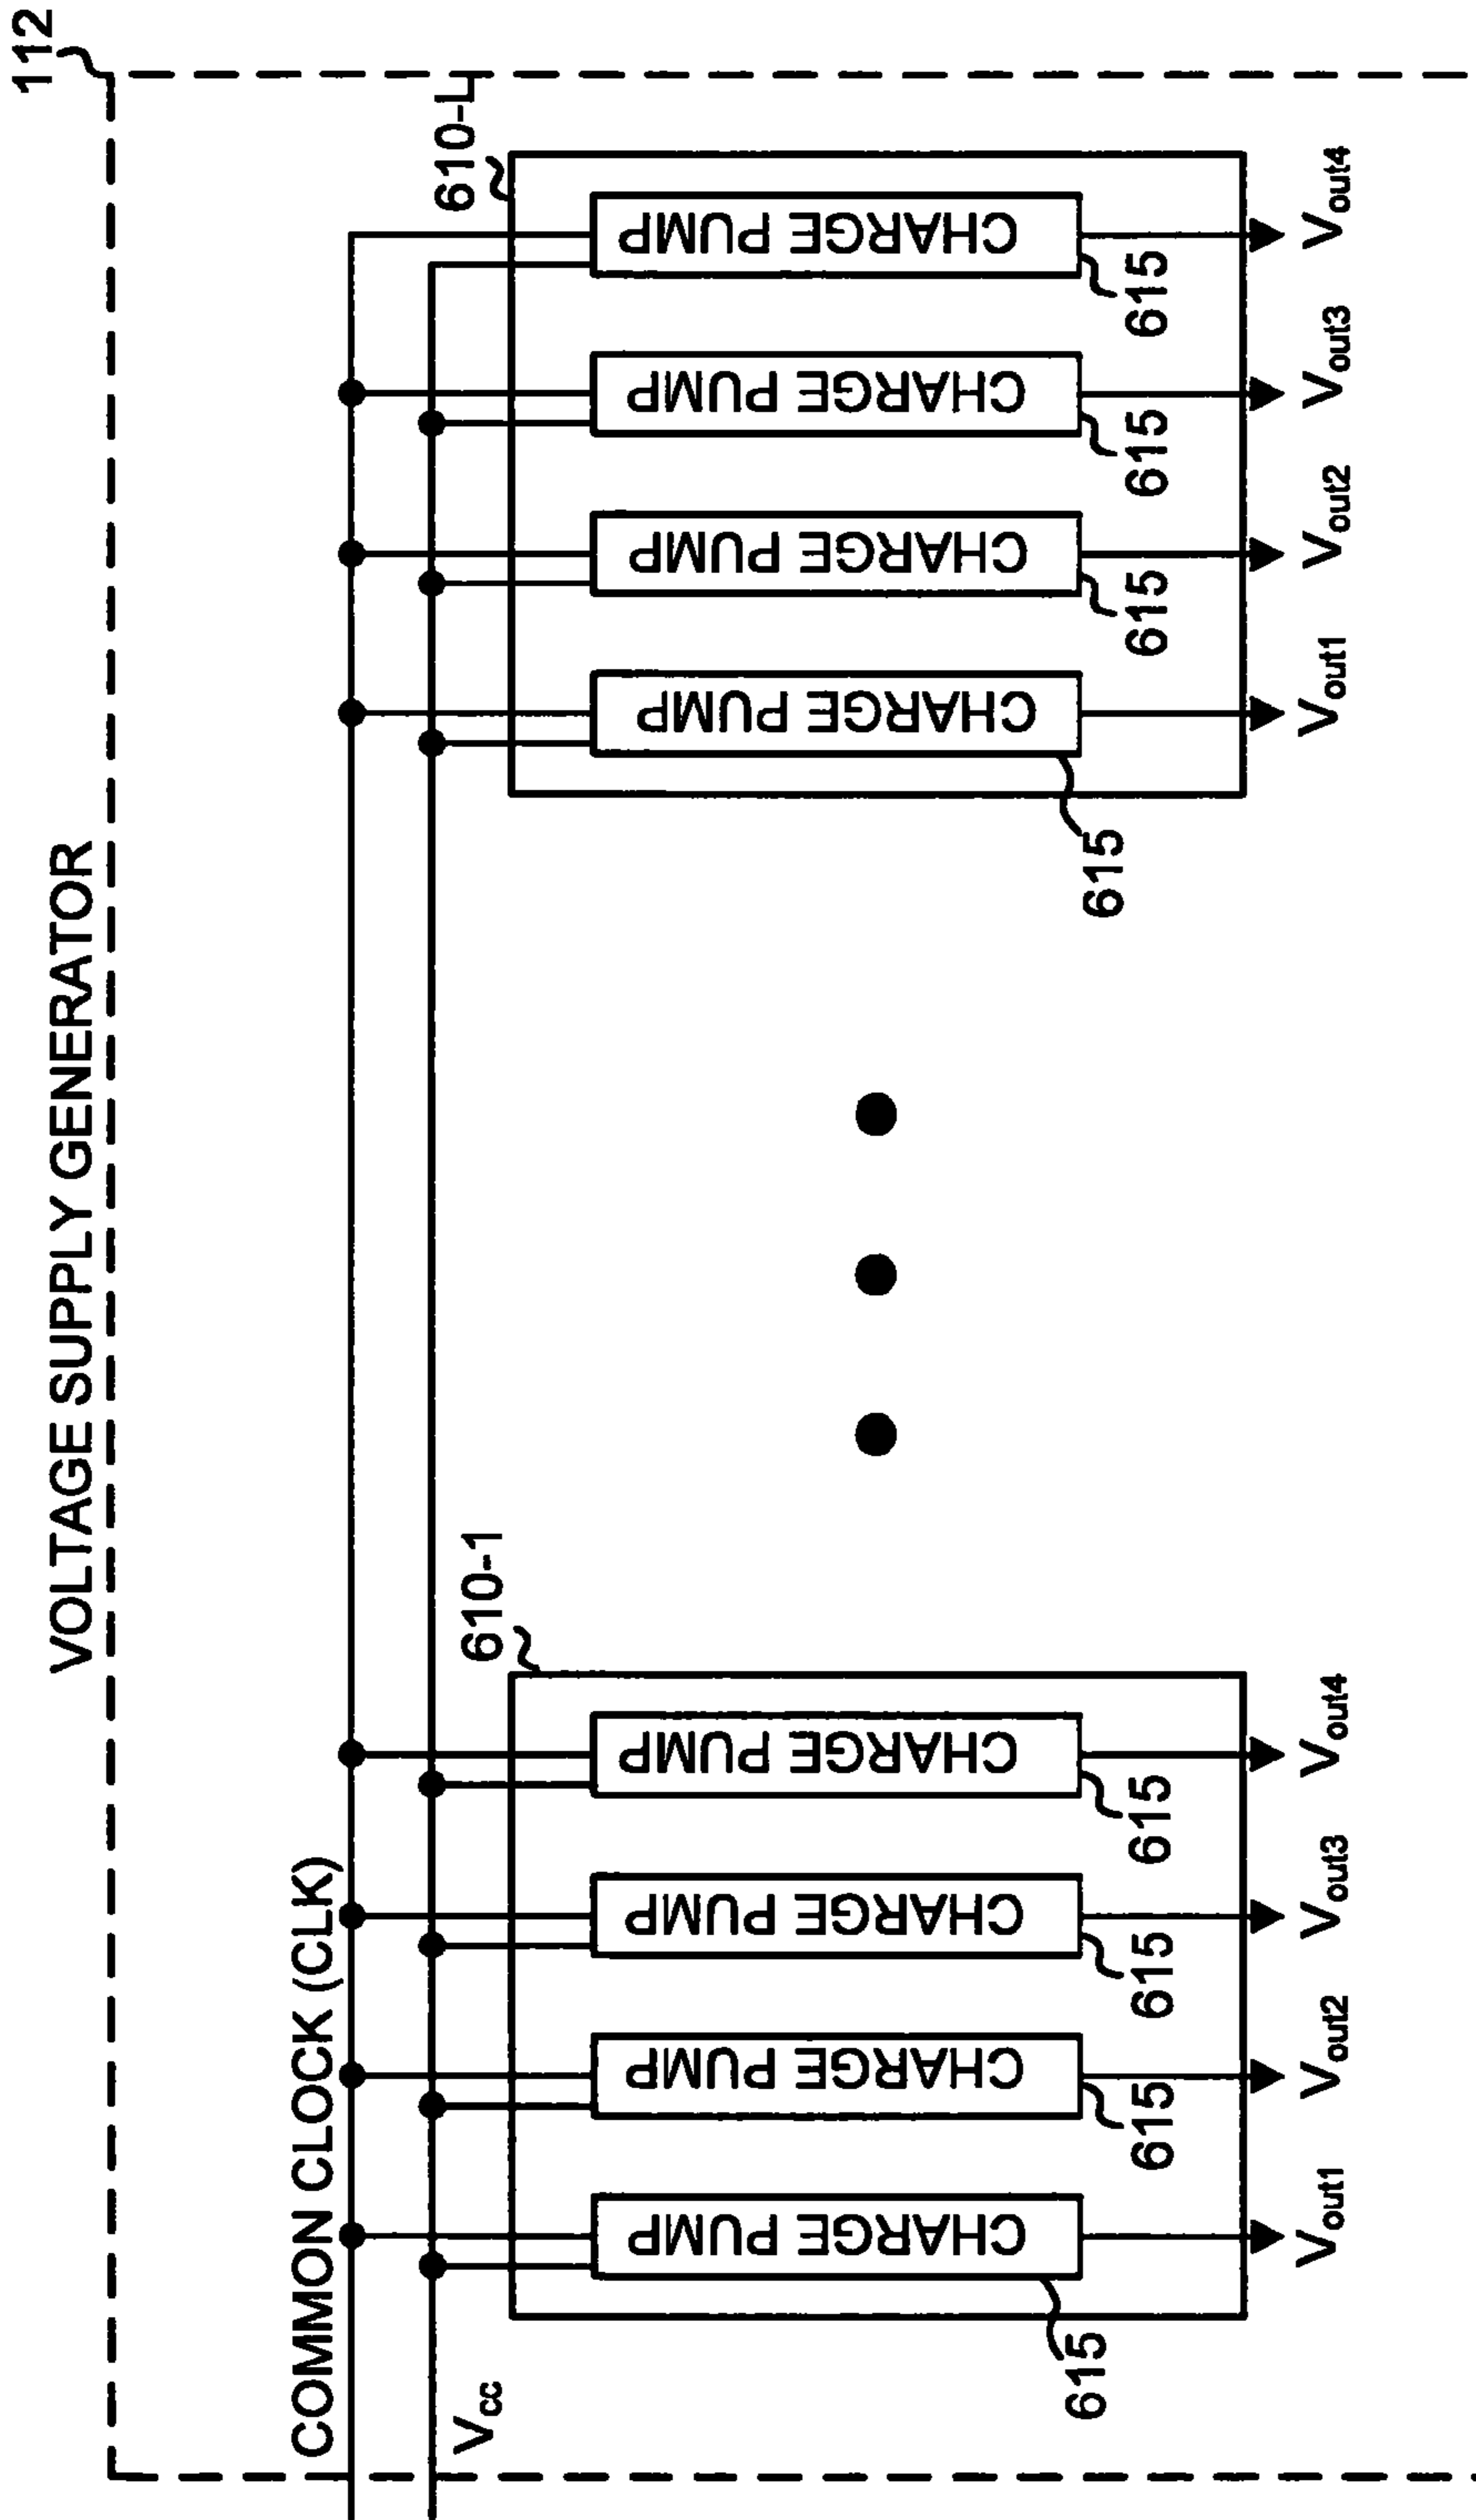 112
VOLTAGE SUPPLY GENERATOR
COMMON CLOCK (CLK)
Vcc
610-1
610-L
CHARGE PUMP
CHARGE PUMP
CHARGE PUMP
CHARGE PUMP
CHARGE PUMP
CHARGE PUMP
CHARGE PUMP
CHARGE PUMP
615
615
615
615
615
615
615
615
Vout1
Vout2
Vout3
Vout4
Vout1
Vout2
Vout3
Vout4